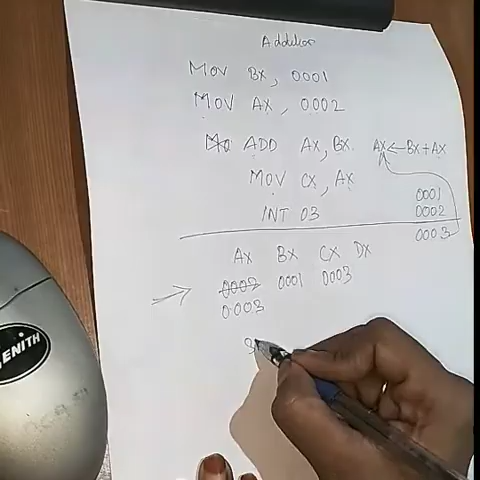 Addition
MOV BX, 0001
MOV AX, 0002
ADD AX, BX AX ← BX + AX
MOV CX, AX 0001
INT 03 0002
0003
AX BX CX DX
0002 0001 0003
0003
ZENITH